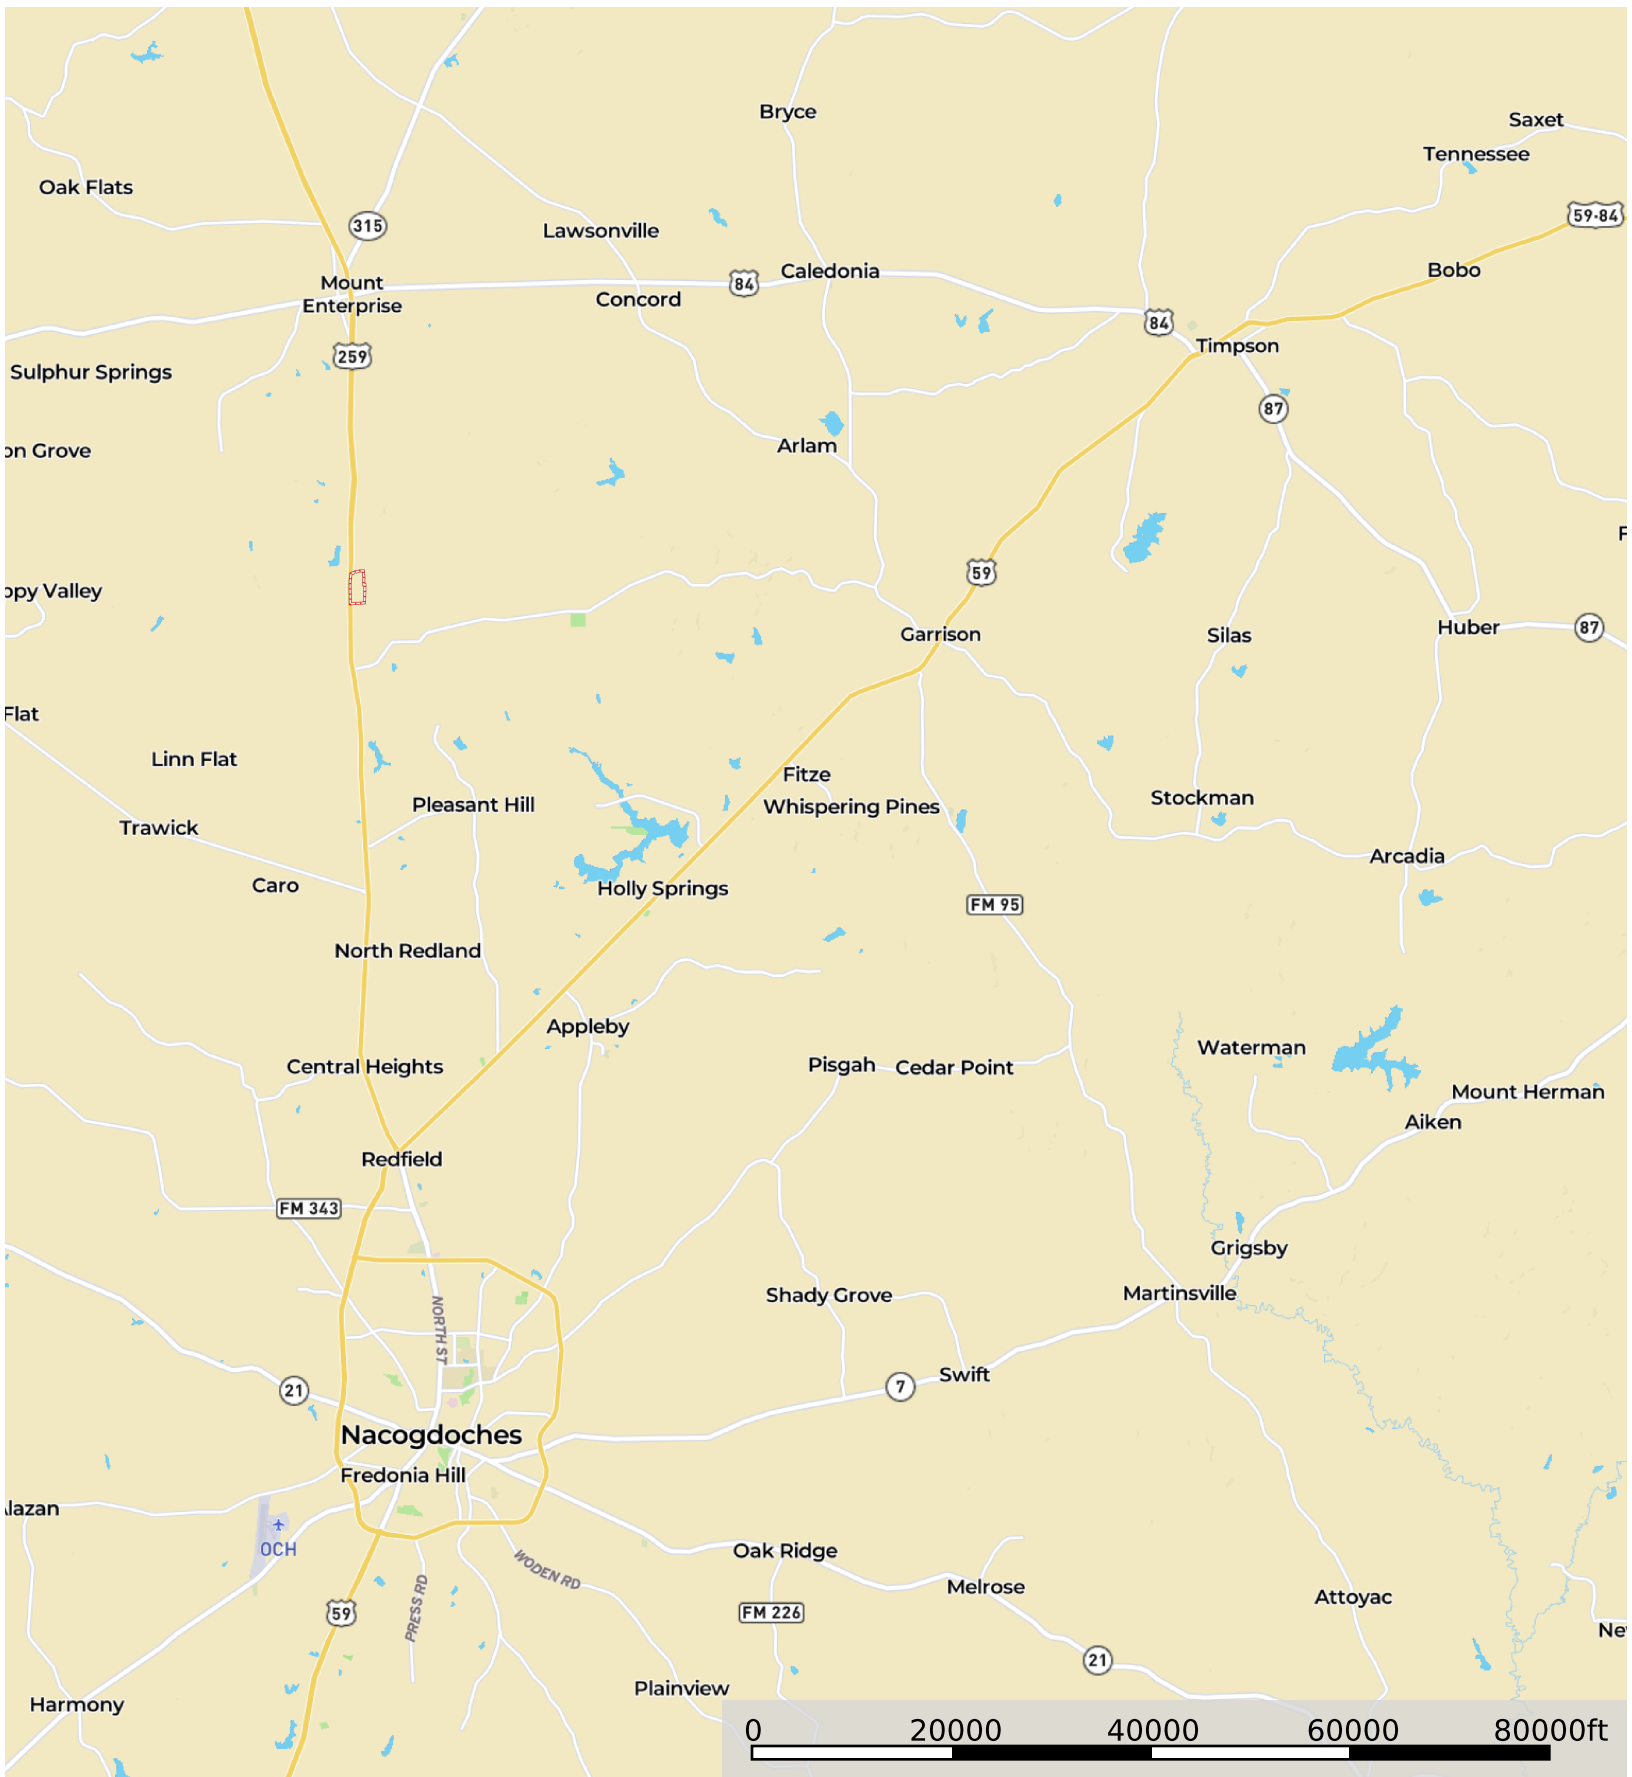 Bryce
Saxet
Tennessee
Oak Flats
59-84
315
Lawsonville
Bobo
Caledonia
Mount
Enterprise
84
Concord
84
Timpson
259
Sulphur Springs
87
on Grove
Arlam
F
59
opy Valley
Garrison
Silas
Huber
87
Flat
Linn Flat
Fitze
Pleasant Hill
Whispering Pines
Stockman
Trawick
Arcadia
Caro
Holly Springs
FM 95
North Redland
Appleby
Waterman
Central Heights
Pisgah
Cedar Point
Mount Herman
Aiken
Redfield
FM 343
Grigsby
Shady Grove
Martinsville
NORTH ST
Swift
21
7
Nacogdoches
Fredonia Hill
Alazan
OCH
Oak Ridge
WODEN RD
Melrose
Attoyac
PRESS RD
59
FM 226
Ne
21
Plainview
Harmony
0 20000 40000 60000 80000ft